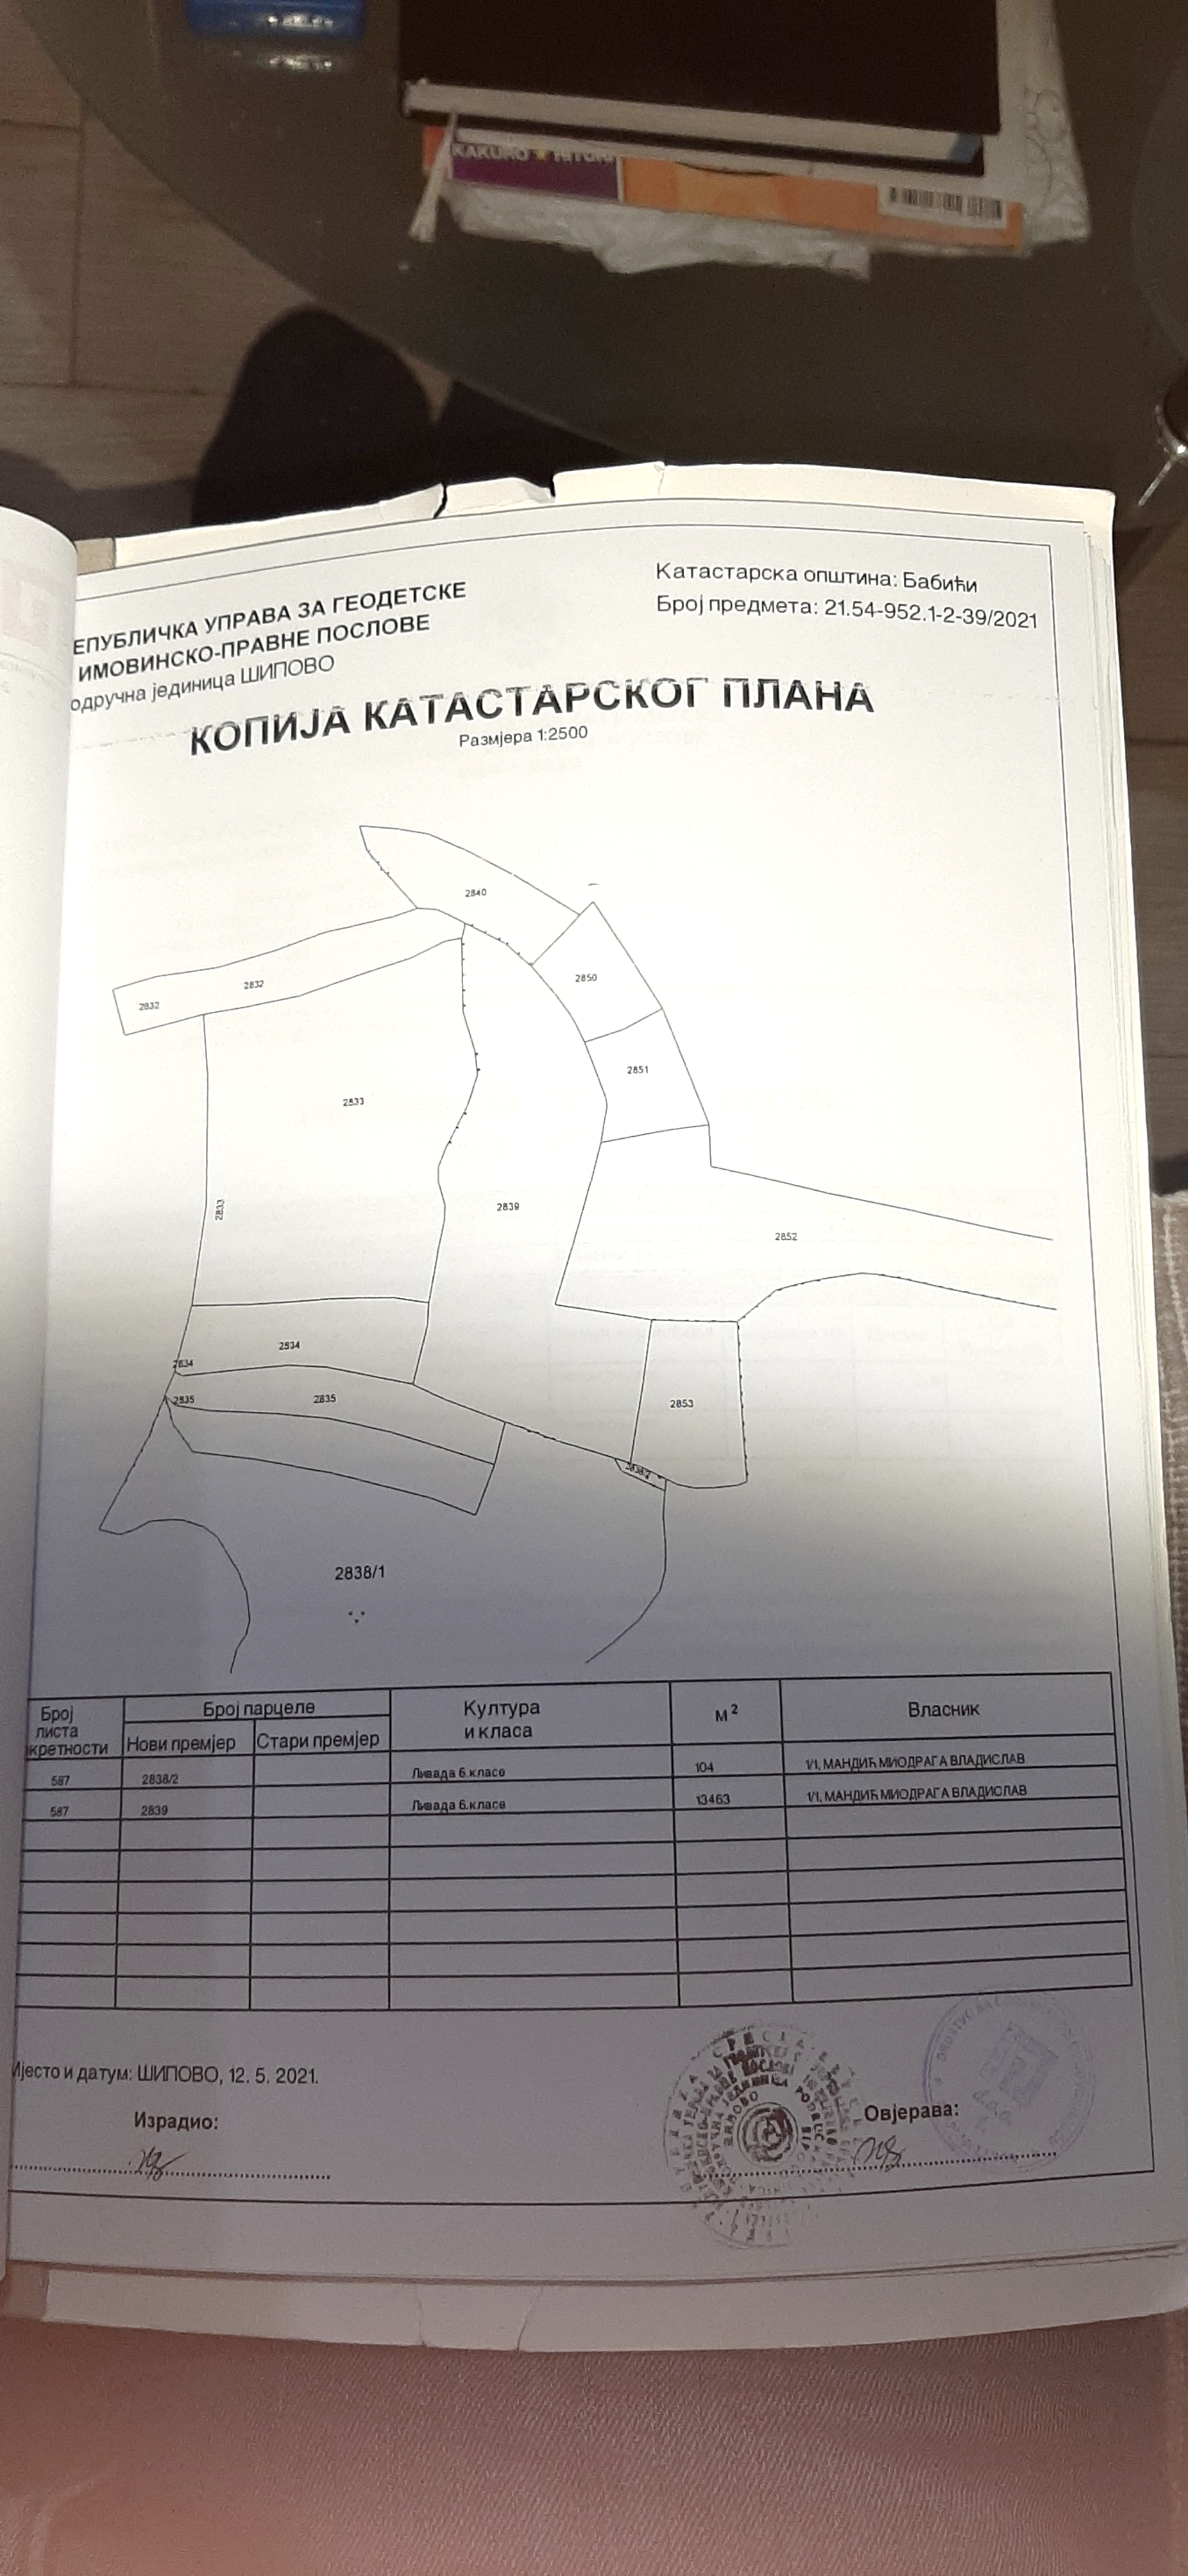 KAKURO
ЕПУБЛИЧКА УПРАВА ЗА ГЕОДЕТСКЕ
ИМОВИНСКО-ПРАВНЕ ПОСЛОВЕ
одручна јединица ШИПОВО
Катастарска општина: Бабићи
Број предмета: 21.54-952.1-2-39/2021
КОПИЈА КАТАСТАРСКОГ ПЛАНА
Размјера 1:2500
2840
2850
2832
2832
2851
2833
2833
2839
2852
2834
2834
2835
2835
2853
2838/2
2838/1
Број листа кретности
Број парцеле
Нови премјер
Стари премјер
Култура и класа
м²
Власник
587 2838/2 Ливада 6.класе 104 1/1, МАНДИЋ МИОДРАГА ВЛАДИСЛАВ
587 2839 Ливада 6.класе 13463 1/1, МАНДИЋ МИОДРАГА ВЛАДИСЛАВ
Мјесто и датум: ШИПОВО, 12. 5. 2021.
Израдио:
Овјерава: